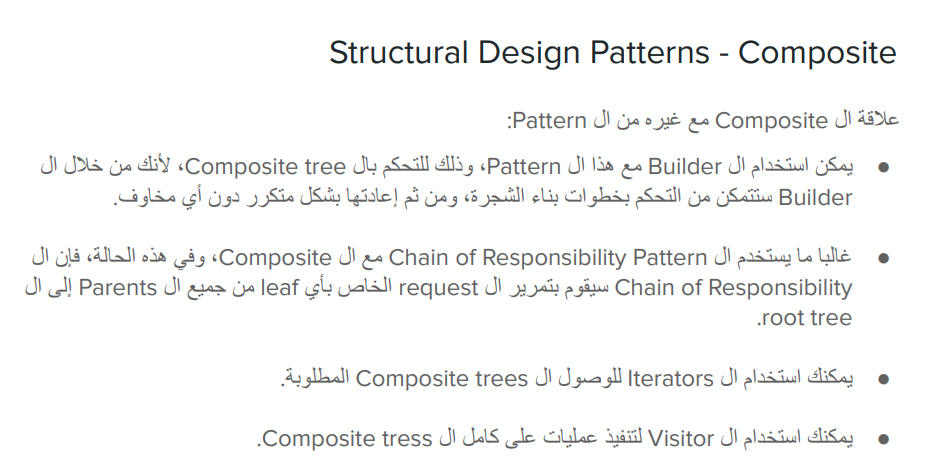 Structural Design Patterns - Composite
علاقة ال Composite مع غيره من ال Pattern:
● يمكن استخدام ال Builder مع هذا ال Pattern، وذلك للتحكم بال Composite tree، لأنك من خلال ال
Builder ستتمكن من التحكم بخطوات بناء الشجرة، ومن ثم إعادتها بشكل متكرر دون أي مخاوف.
● غالبا ما يستخدم ال Chain of Responsibility Pattern مع ال Composite، وفي هذه الحالة، فإن ال
Chain of Responsibility سيقوم بتمرير ال request الخاص بأي leaf من جميع ال Parents إلى ال
root tree.
● يمكنك استخدام ال Iterators للوصول ال Composite trees المطلوبة.
● يمكنك استخدام ال Visitor لتنفيذ عمليات على كامل ال Composite tress.